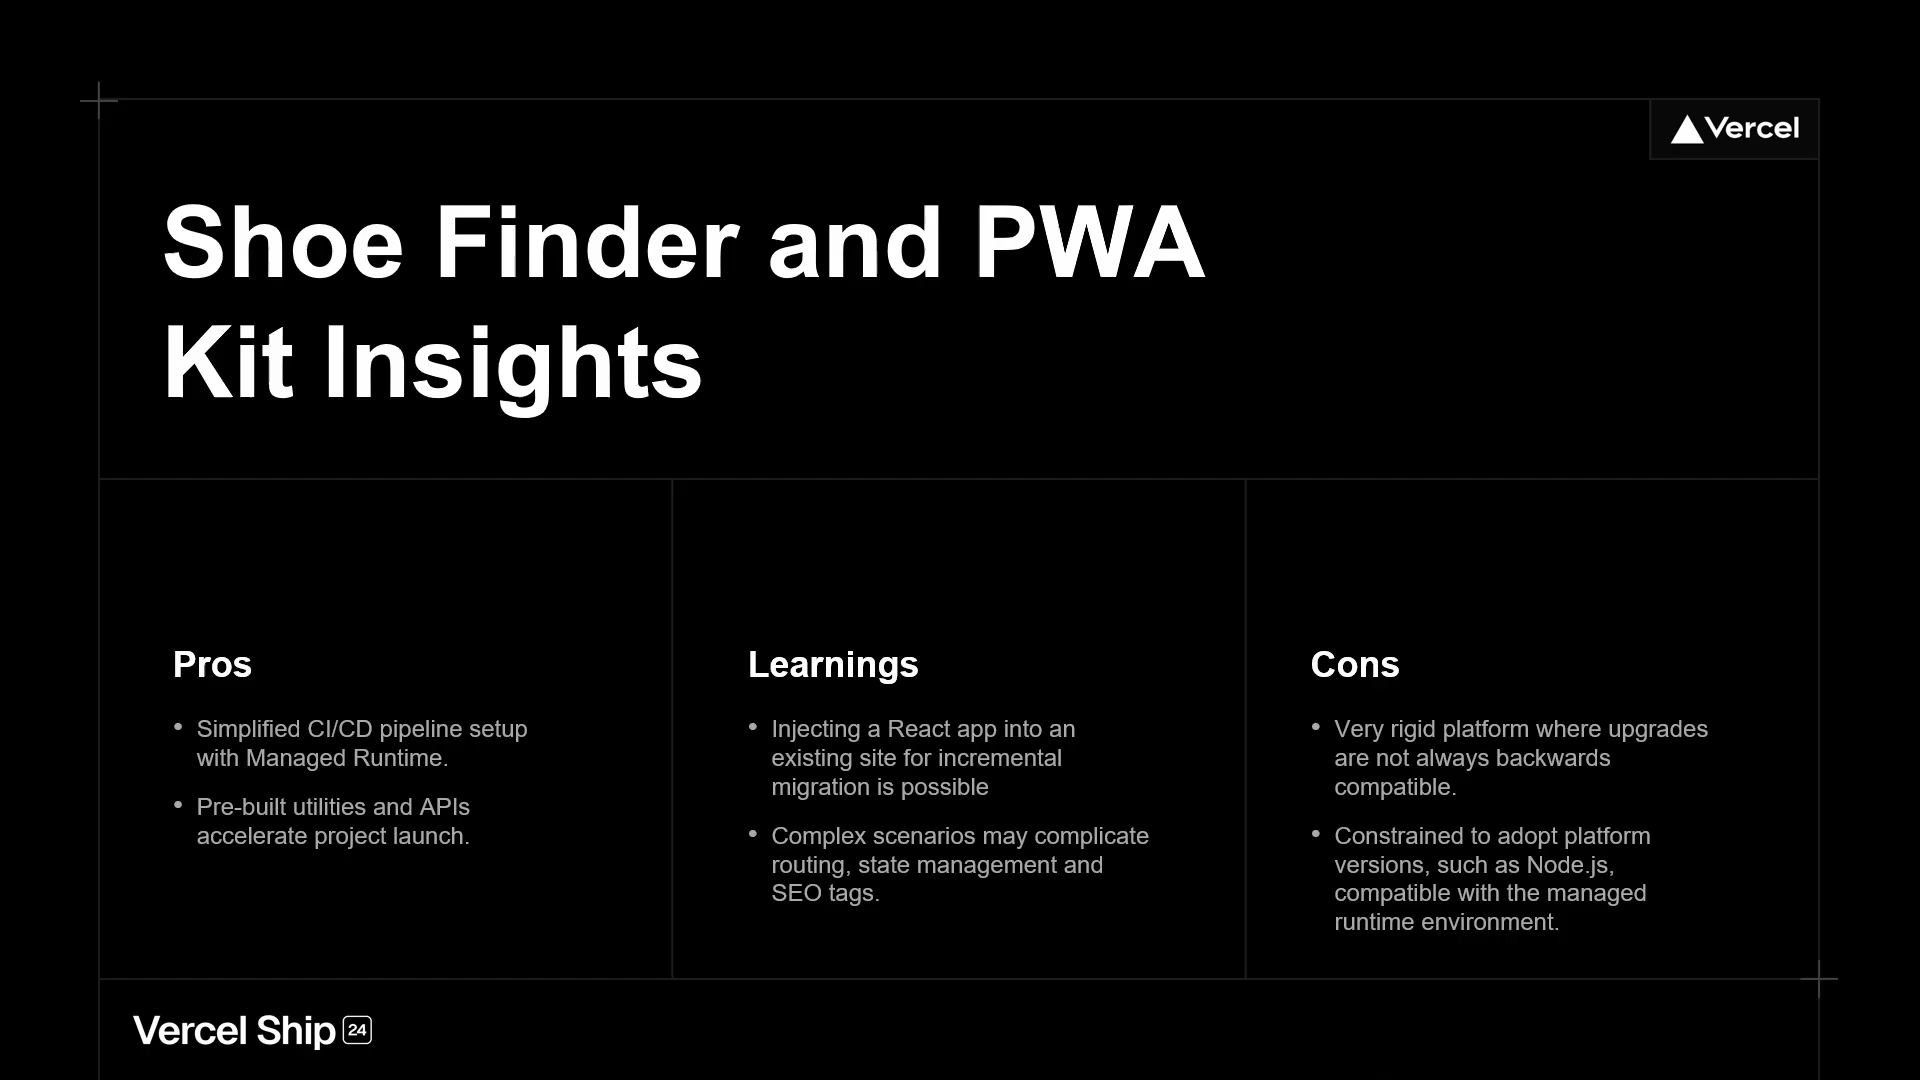 Vercel
Shoe Finder and PWA
Kit Insights
Pros
• Simplified CI/CD pipeline setup
with Managed Runtime.
• Pre-built utilities and APIs
accelerate project launch.
Learnings
• Injecting a React app into an
existing site for incremental
migration is possible
• Complex scenarios may complicate
routing, state management and
SEO tags.
Cons
• Very rigid platform where upgrades
are not always backwards
compatible.
• Constrained to adopt platform
versions, such as Node.js,
compatible with the managed
runtime environment.
Vercel Ship 24